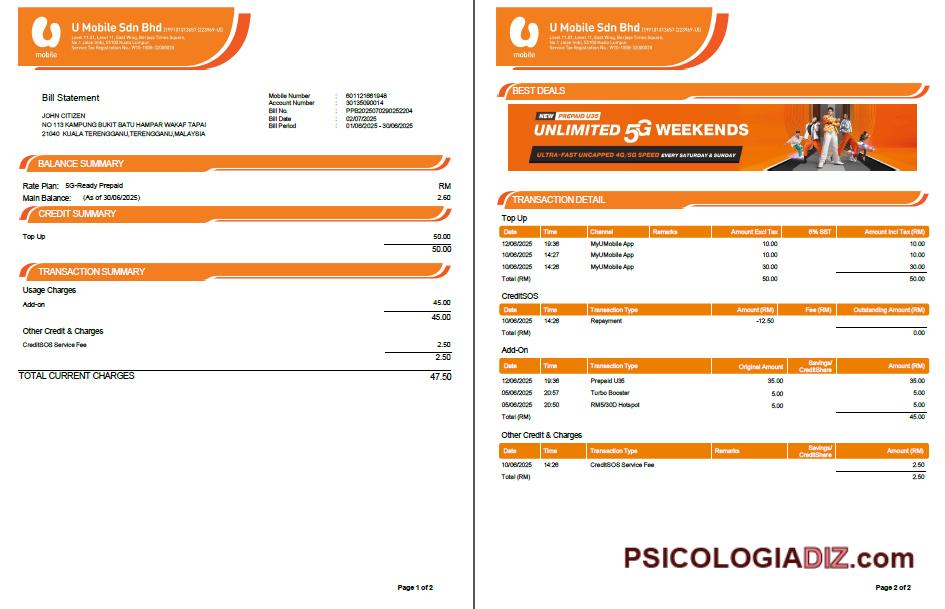 U Mobile Sdn Bhd (199101013657 (223969-U))
Level 11.01, Level 11, East Wing, Berjaya Times Square,
No.1 Jalan Imbi, 55100 Kuala Lumpur.
Service Tax Registration No.: W10-1808-32000028
mobile
Bill Statement
JOHN CITIZEN
NO 113 KAMPUNG BUKIT BATU HAMPAR WAKAF TAPAI
21040 KUALA TERENGGANU,TERENGGANU,MALAYSIA
Mobile Number : 601121661948
Account Number : 30135090014
Bill No. : PPB2025070290252204
Bill Date : 02/07/2025
Bill Period : 01/06/2025 - 30/06/2025
BALANCE SUMMARY
Rate Plan: 5G-Ready Prepaid RM
Main Balance: (As of 30/06/2025) 2.60
CREDIT SUMMARY
Top Up 50.00
50.00
TRANSACTION SUMMARY
Usage Charges
Add-on 45.00
45.00
Other Credit & Charges
CreditSOS Service Fee 2.50
2.50
TOTAL CURRENT CHARGES 47.50
Page 1 of 2
U Mobile Sdn Bhd (199101013657 (223969-U))
Level 11.01, Level 11, East Wing, Berjaya Times Square,
No.1 Jalan Imbi, 55100 Kuala Lumpur.
Service Tax Registration No.: W10-1808-32000028
mobile
BEST DEALS
NEW PREPAID U35
UNLIMITED 5G WEEKENDS
ULTRA-FAST UNCAPPED 4G/5G SPEED EVERY SATURDAY & SUNDAY
TRANSACTION DETAIL
Top Up
Date Time Channel Remarks Amount Excl Tax 6% SST Amount Incl Tax (RM)
12/06/2025 19:36 MyUMobile App 10.00 10.00
10/06/2025 14:27 MyUMobile App 10.00 10.00
10/06/2025 14:26 MyUMobile App 30.00 30.00
Total (RM) 50.00 50.00
CreditSOS
Date Time Transaction Type Amount (RM) Fee (RM) Outstanding Amount (RM)
10/06/2025 14:26 Repayment -12.50
Total (RM) 0.00
Add-On
Date Time Transaction Type Original Amount Savings/ CreditShare Amount (RM)
12/06/2025 19:36 Prepaid U35 35.00 35.00
05/06/2025 20:57 Turbo Booster 5.00 5.00
05/06/2025 20:50 RM5/30D Hotspot 5.00 5.00
Total (RM) 45.00
Other Credit & Charges
Date Time Transaction Type Remarks Savings/ CreditShare Amount (RM)
10/06/2025 14:26 CreditSOS Service Fee 2.50
Total (RM) 2.50
PSICOLOGIADIZ.com
Page 2 of 2